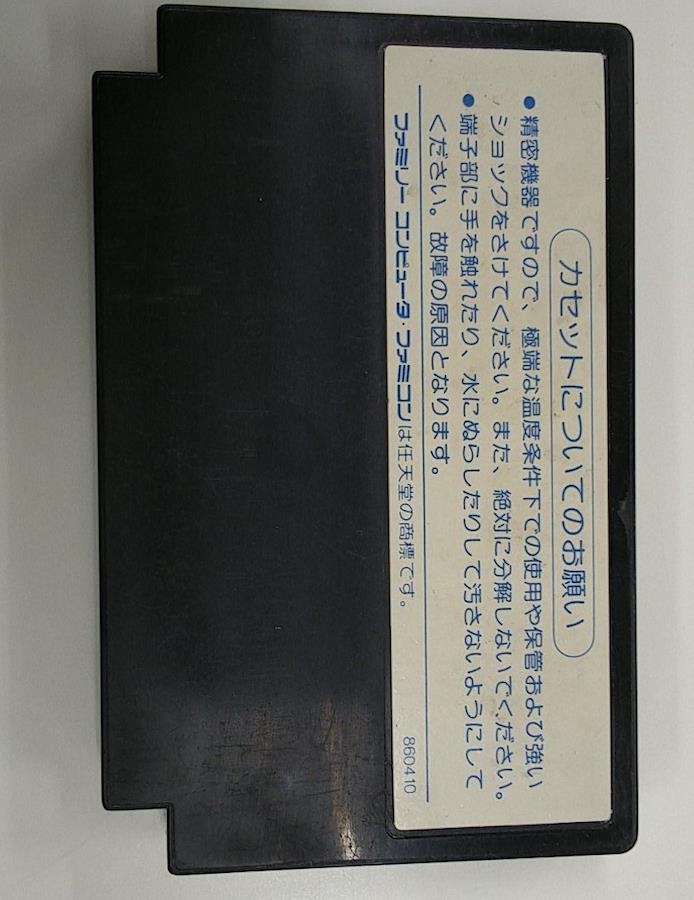 カセットについてのお願い
●精密機器ですので、極端な温度条件下での使用や保管および強い
ショックをさけてください。また、絶対に分解しないでください。
●端子部に手を触れたり、水にぬらしたりして汚さないようにして
ください。故障の原因となります。
ファミリーコンピュータ・ファミコンは任天堂の商標です。
860410